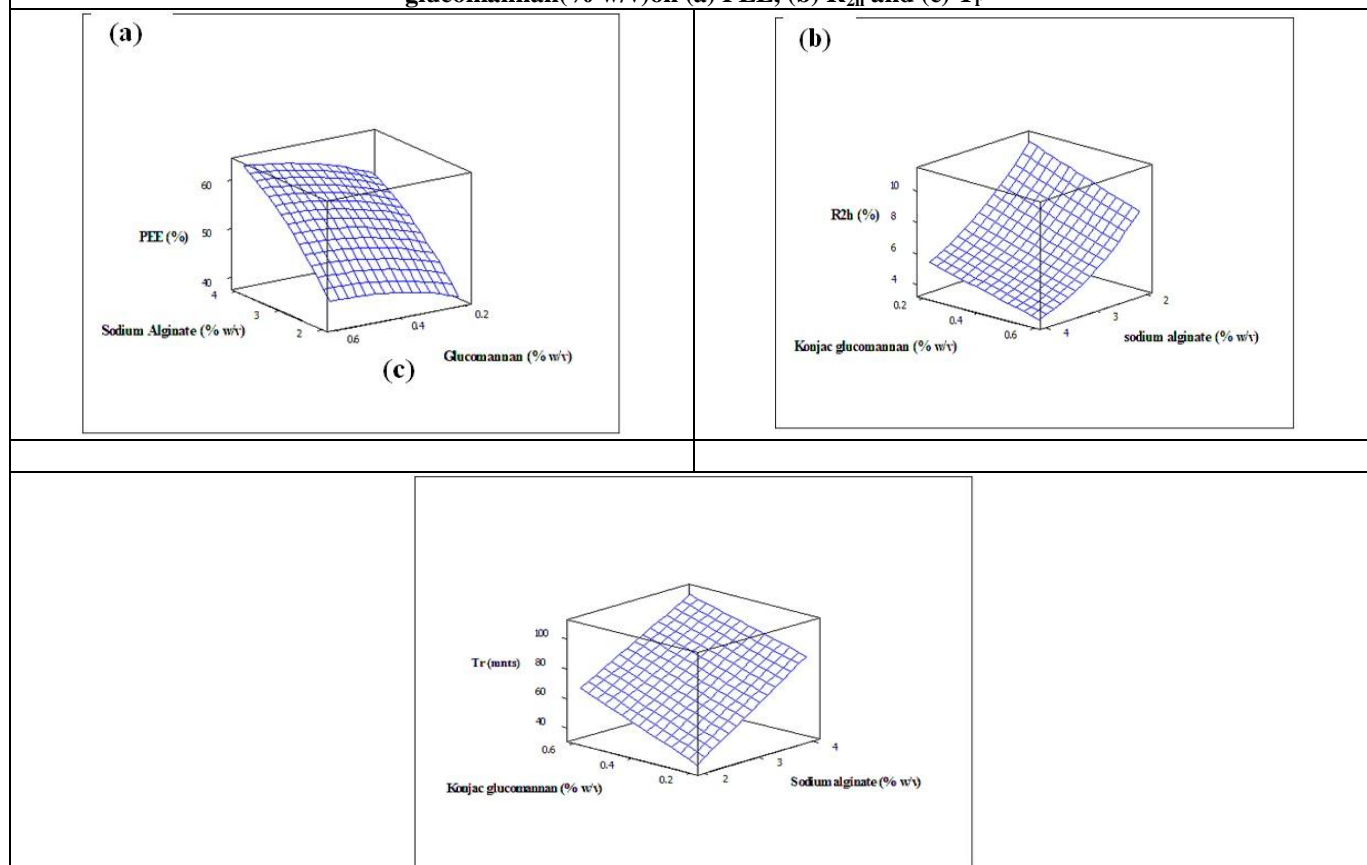 glucomannan(% w/v)on (a) PEE, (b) R2h and (c) Tr
(a)
60
50
40
PEE (%)
4
3
2
Sodium Alginate (% w/v)
0.6
0.4
0.2
Glucomannan (% w/v)
(c)
(b)
10
8
6
4
R2h (%)
0.2
0.4
0.6
Konjac glucomannan (% w/v)
4
3
2
sodium alginate (% w/v)
100
80
60
40
Tr (mnts)
0.6
0.4
0.2
Konjac glucomannan (% w/v)
2
3
4
Sodium alginate (% w/v)